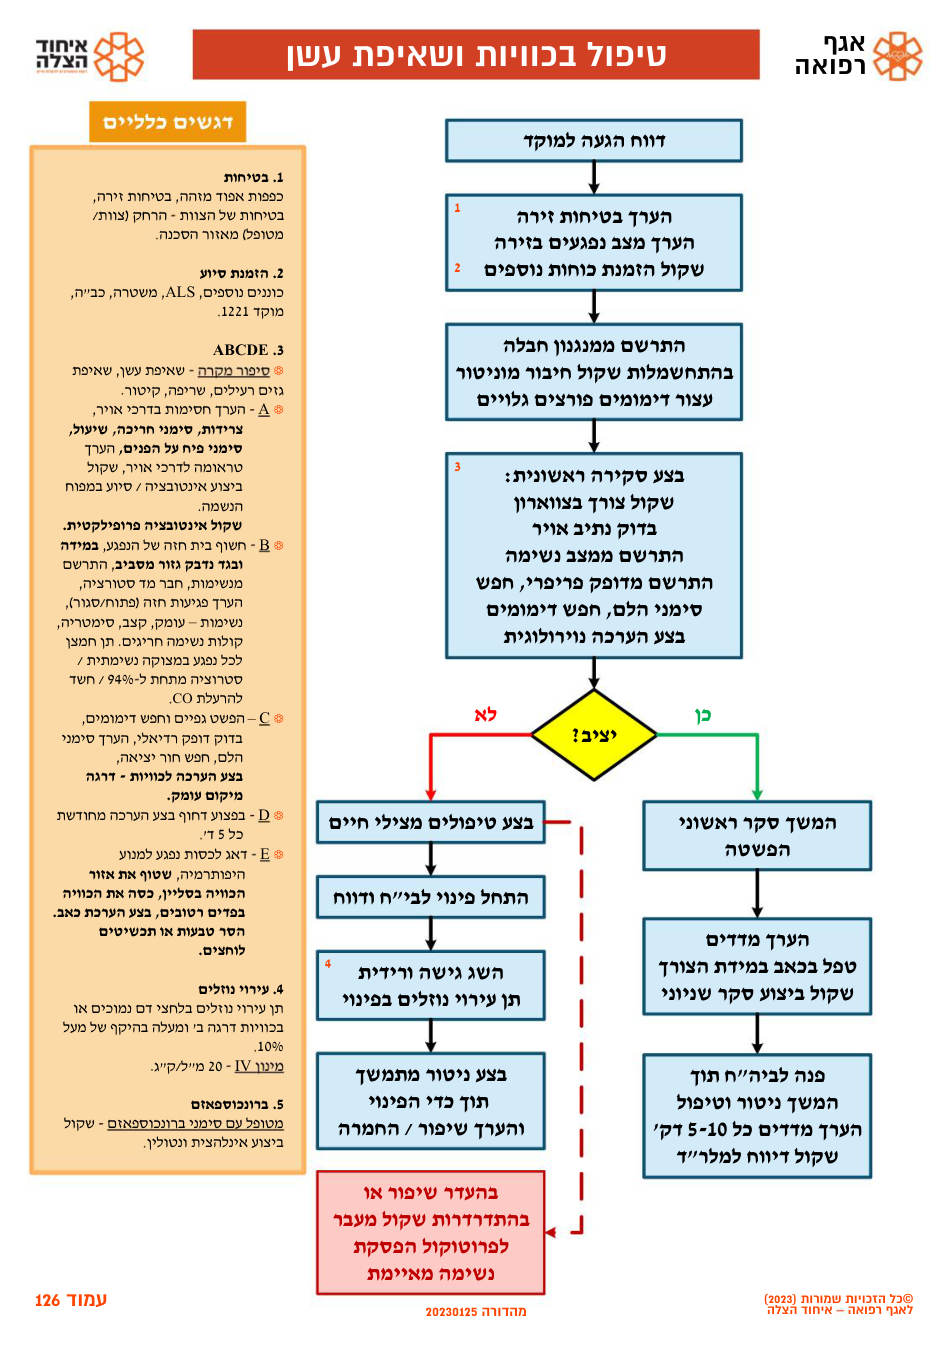 אגף
רפואה
טיפול בכוויות ושאיפת עשן
איחוד
הצלה
דווח הגעה למוקד
1
הערך בטיחות זירה
הערך מצב נפגעים בזירה
2
שקול הזמנת כוחות נוספים
התרשם ממנגנון חבלה
בהתחשמלות שקול חיבור מוניטור
עצור דימומים פורצים גלויים
3
בצע סקירה ראשונית:
שקול צורך בצווארון
בדוק נתיב אויר
התרשם ממצב נשימה
התרשם מדופק פריפרי, חפש
סימני הלם, חפש דימומים
בצע הערכה נוירולוגית
יציב?
כן
לא
המשך סקר ראשוני
הפשטה
הערך מדדים
טפל בכאב במידת הצורך
שקול ביצוע סקר שניוני
פנה לביה״ח תוך
המשך ניטור וטיפול
הערך מדדים כל 5-10 דק׳
שקול דיווח למלר״ד
בצע טיפולים מצילי חיים
התחל פינוי לבי״ח ודווח
4
השג גישה ורידית
תן עירוי נוזלים בפינוי
בצע ניטור מתמשך
תוך כדי הפינוי
והערך שיפור / החמרה
בהעדר שיפור או
בהתדרדרות שקול מעבר
לפרוטוקול הפסקת
נשימה מאיימת
דגשים כלליים
1. בטיחות
כפפות אפוד מזהה, בטיחות זירה,
בטיחות של הצוות - הרחק (צוות/
מטופל) מאזור הסכנה.
2. הזמנת סיוע
כוננים נוספים, ALS, משטרה, כב״ה,
מוקד 1221.
3. ABCDE
סיפור מקרה - שאיפת עשן, שאיפת
גזים רעילים, שריפה, קיטור.
A - הערך חסימות בדרכי אויר,
צרידות, סימני חריכה, שיעול,
סימני פיח על הפנים, הערך
טראומה לדרכי אויר, שקול
ביצוע אינטובציה / סיוע במפוח
הנשמה.
שקול אינטובציה פרופילקטית.
B - חשוף בית חזה של הנפגע, במידה
ובגד נדבק גזור מסביב, התרשם
מנשימות, חבר מד סטורציה,
הערך פגיעות חזה (פתוח/סגור),
נשימות – עומק, קצב, סימטריה,
קולות נשימה חריגים. תן חמצן
לכל נפגע במצוקה נשימתית /
סטרוציה מתחת ל-94% / חשד
להרעלת CO.
C – הפשט גפיים וחפש דימומים,
בדוק דופק רדיאלי, הערך סימני
הלם, חפש חור יציאה,
בצע הערכה לכוויות - דרגה
מיקום עומק.
D - בפצוע דחוף בצע הערכה מחודשת
כל 5 ד׳.
E - דאג לכסות נפגע למנוע
היפותרמיה, שטוף את אזור
הכוויה בסליין, כסה את הכוויה
בפדים רטובים, בצע הערכת כאב.
הסר טבעות או תכשיטים
לוחצים.
4. עירוי נוזלים
תן עירוי נוזלים בלחצי דם נמוכים או
בכוויות דרגה ב׳ ומעלה בהיקף של מעל
10%.
מינון IV - 20 מ״ל/ק״ג.
5. ברונכוספאזם
מטופל עם סימני ברונכוספאזם - שקול
ביצוע אינלהצית ונטולין.
©כל הזכויות שמורות (2023)
לאגף רפואה – איחוד הצלה
מהדורה 20230125
עמוד 126